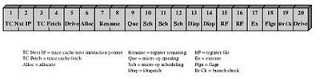 1 2 3 4 5 6 7 8 9 10 11 12 13 14 15 16 17 18 19 20
TC Nxt IP TC Fetch Drive Alloc Rename Que Sch Sch Sch Disp Disp RF RF Ex Flgs Br Ck Drive
TC Nxt IP = trace cache next instruction pointer
TC Fetch = trace cache fetch
Alloc = allocate
Rename = register renaming
Que = micro-op queuing
Sch = micro-op scheduling
Disp = Dispatch
RF = register file
Ex = execute
Flgs = flags
Br Ck = branch check